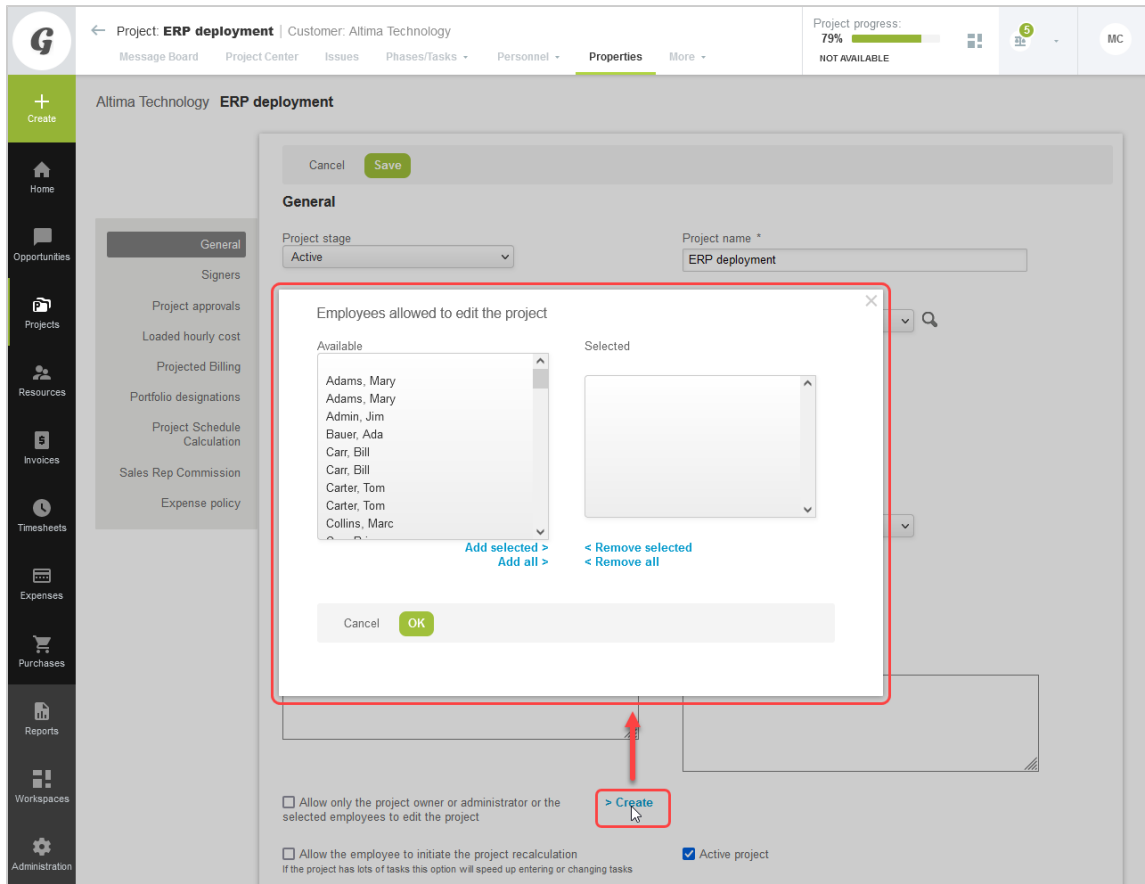 G
← Project: ERP deployment | Customer: Altima Technology
Message Board Project Center Issues Phases/Tasks Personnel Properties More
Project progress:
79%
NOT AVAILABLE
5
MC
Create
Home
Opportunities
Projects
Resources
Invoices
Timesheets
Expenses
Purchases
Reports
Workspaces
Administration
Altima Technology ERP deployment
General
Signers
Project approvals
Loaded hourly cost
Projected Billing
Portfolio designations
Project Schedule
Calculation
Sales Rep Commission
Expense policy
Cancel Save
General
Project stage
Active
Project name *
ERP deployment
Employees allowed to edit the project
Available
Adams, Mary
Adams, Mary
Admin, Jim
Bauer, Ada
Carr, Bill
Carr, Bill
Carter, Tom
Carter, Tom
Collins, Marc
Add selected >
Add all >
Selected
< Remove selected
< Remove all
Cancel OK
Allow only the project owner or administrator or the
selected employees to edit the project
> Create
Allow the employee to initiate the project recalculation
If the project has lots of tasks this option will speed up entering or changing tasks
Active project